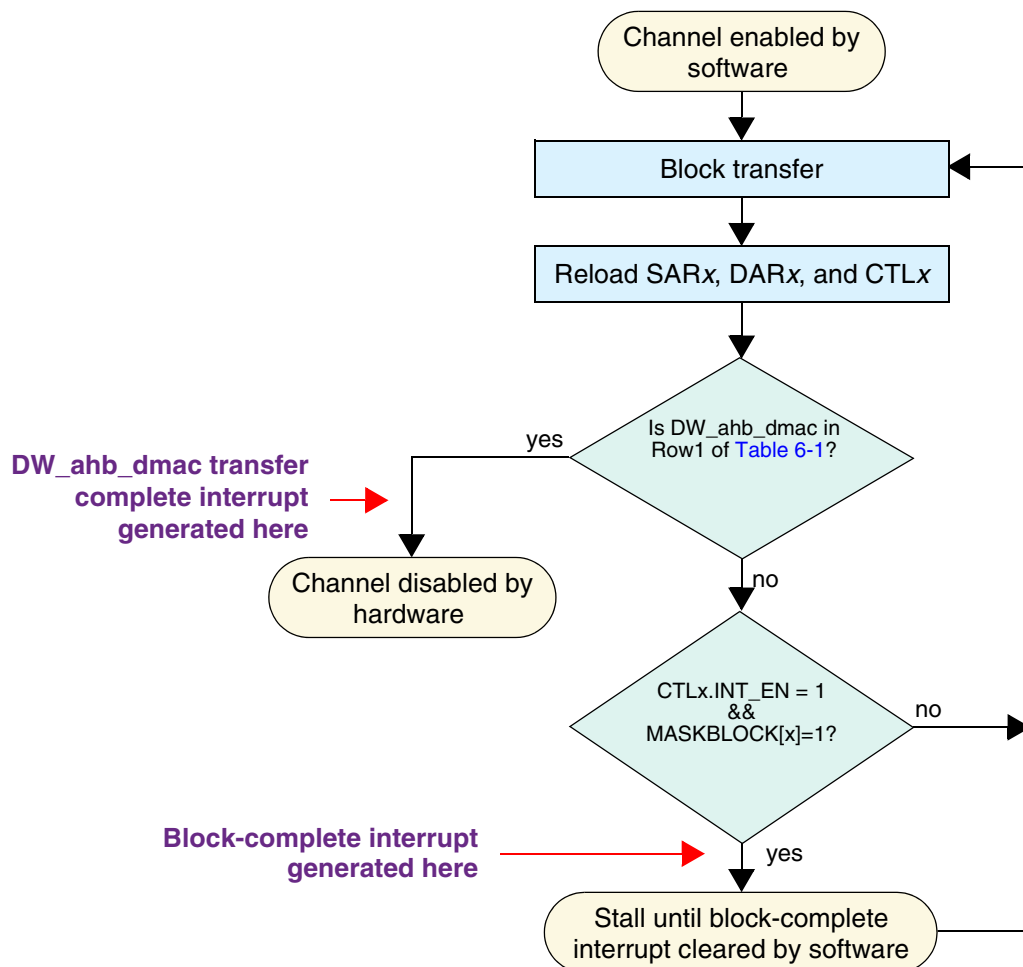 Channel enabled by
software
Block transfer
Reload SARx, DARx, and CTLx
Is DW_ahb_dmac in
Row1 of Table 6-1?
yes
DW_ahb_dmac transfer
complete interrupt
generated here
Channel disabled by
hardware
no
CTLx.INT_EN = 1
&&
MASKBLOCK[x]=1?
no
Block-complete interrupt
generated here
yes
Stall until block-complete
interrupt cleared by software